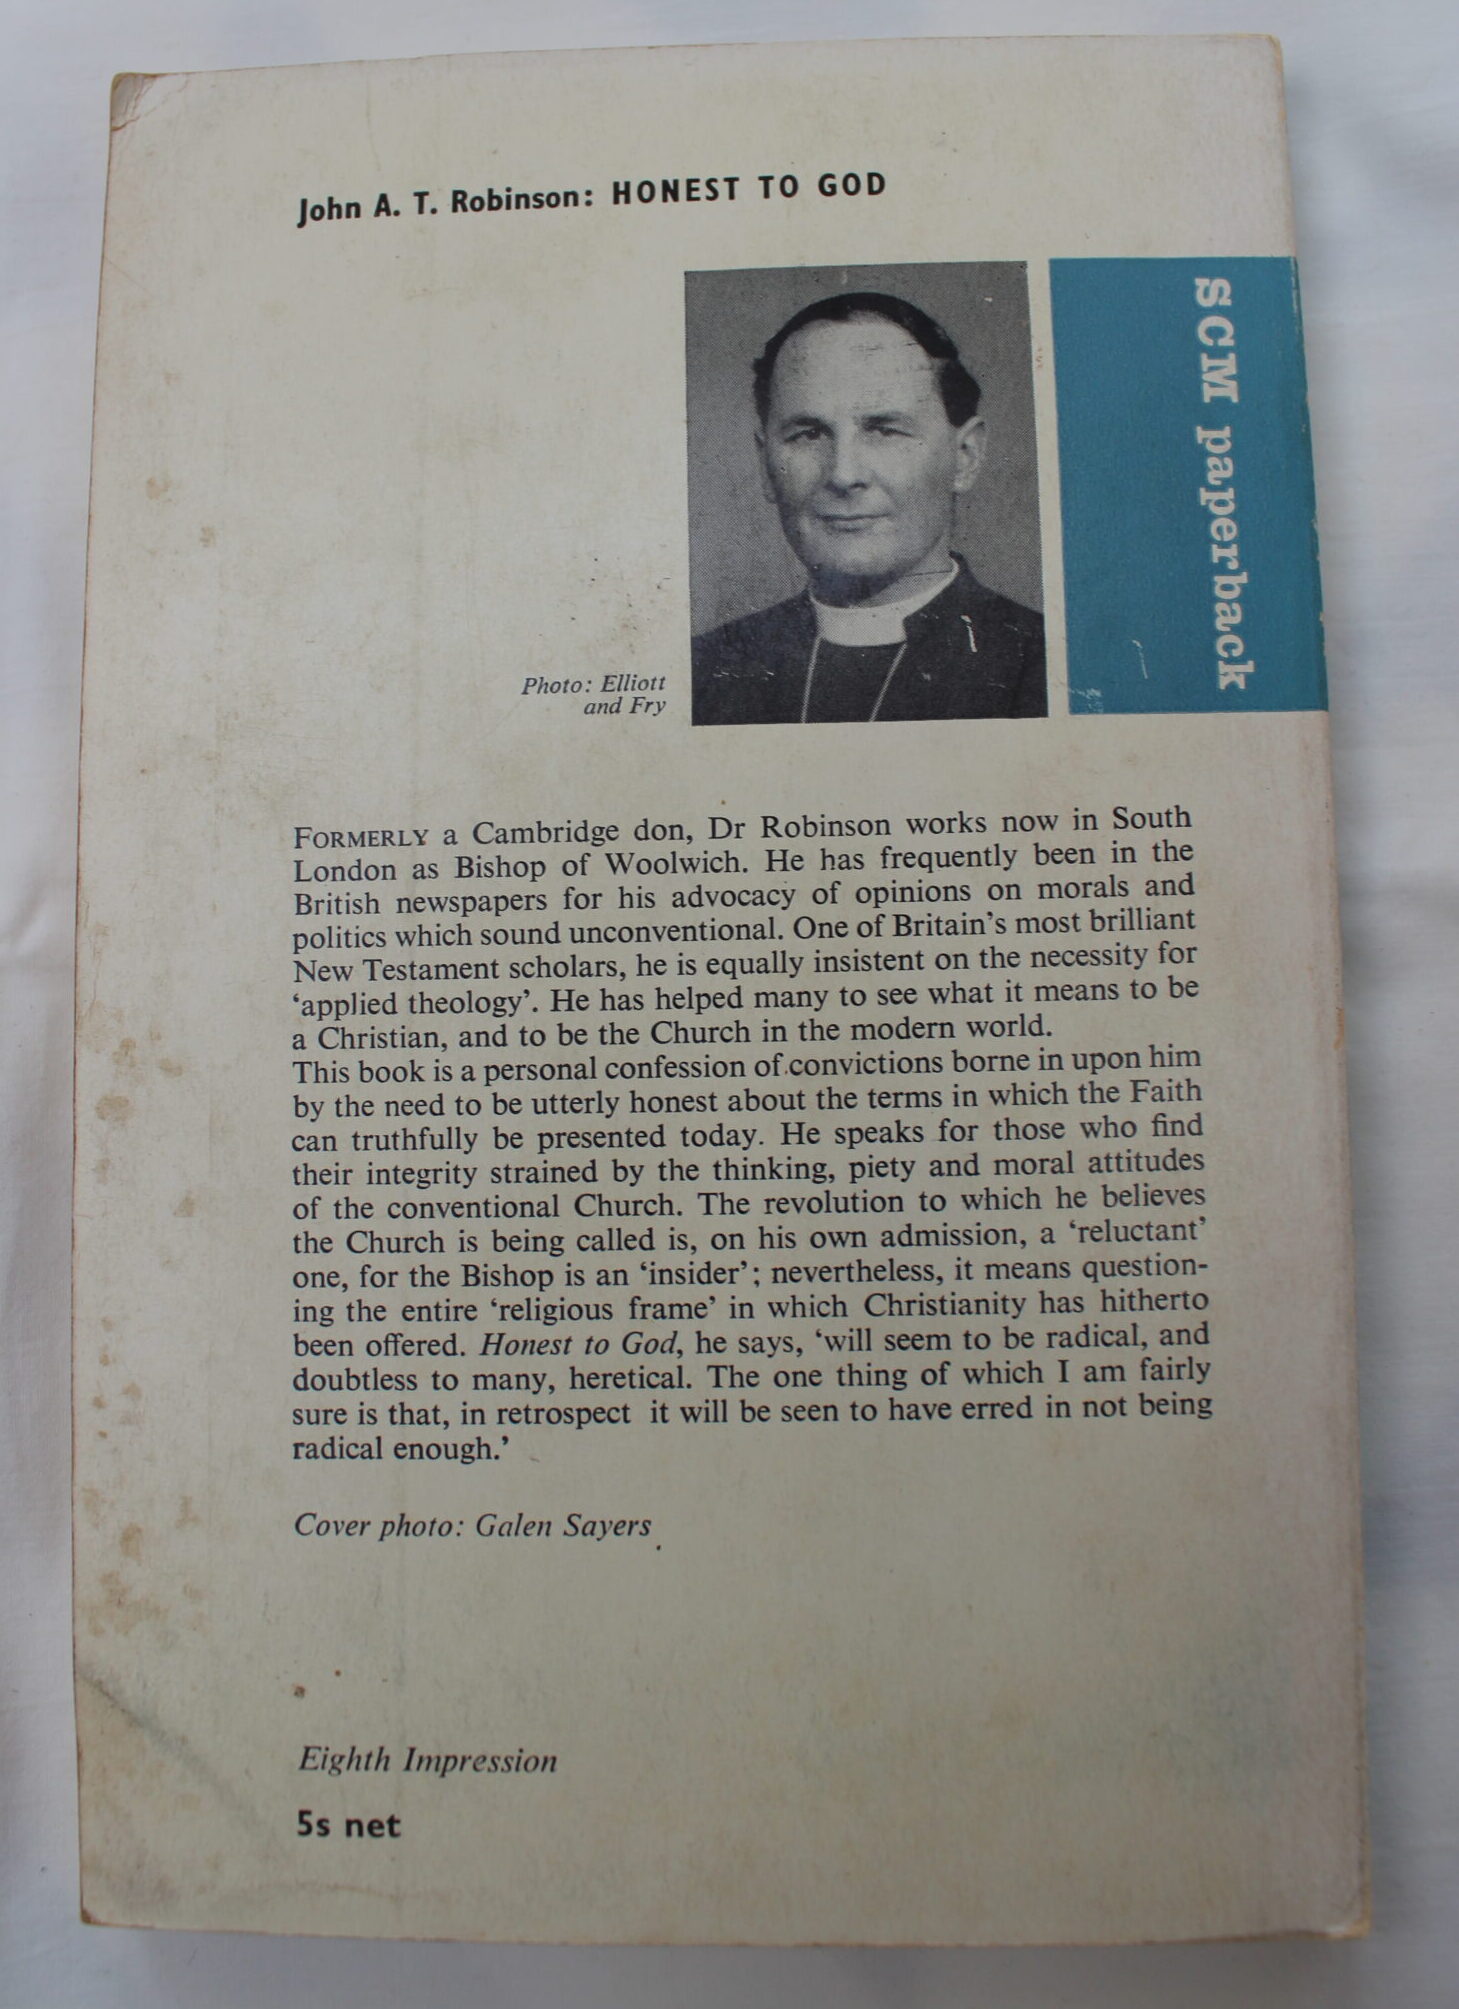 John A. T. Robinson: HONEST TO GOD
SCM paperback
Photo: Elliott
and Fry
FORMERLY a Cambridge don, Dr Robinson works now in South
London as Bishop of Woolwich. He has frequently been in the
British newspapers for his advocacy of opinions on morals and
politics which sound unconventional. One of Britain’s most brilliant
New Testament scholars, he is equally insistent on the necessity for
‘applied theology’. He has helped many to see what it means to be
a Christian, and to be the Church in the modern world.
This book is a personal confession of convictions borne in upon him
by the need to be utterly honest about the terms in which the Faith
can truthfully be presented today. He speaks for those who find
their integrity strained by the thinking, piety and moral attitudes
of the conventional Church. The revolution to which he believes
the Church is being called is, on his own admission, a ‘reluctant’
one, for the Bishop is an ‘insider’; nevertheless, it means question-
ing the entire ‘religious frame’ in which Christianity has hitherto
been offered. Honest to God, he says, ‘will seem to be radical, and
doubtless to many, heretical. The one thing of which I am fairly
sure is that, in retrospect it will be seen to have erred in not being
radical enough.’
Cover photo: Galen Sayers
Eighth Impression
5s net